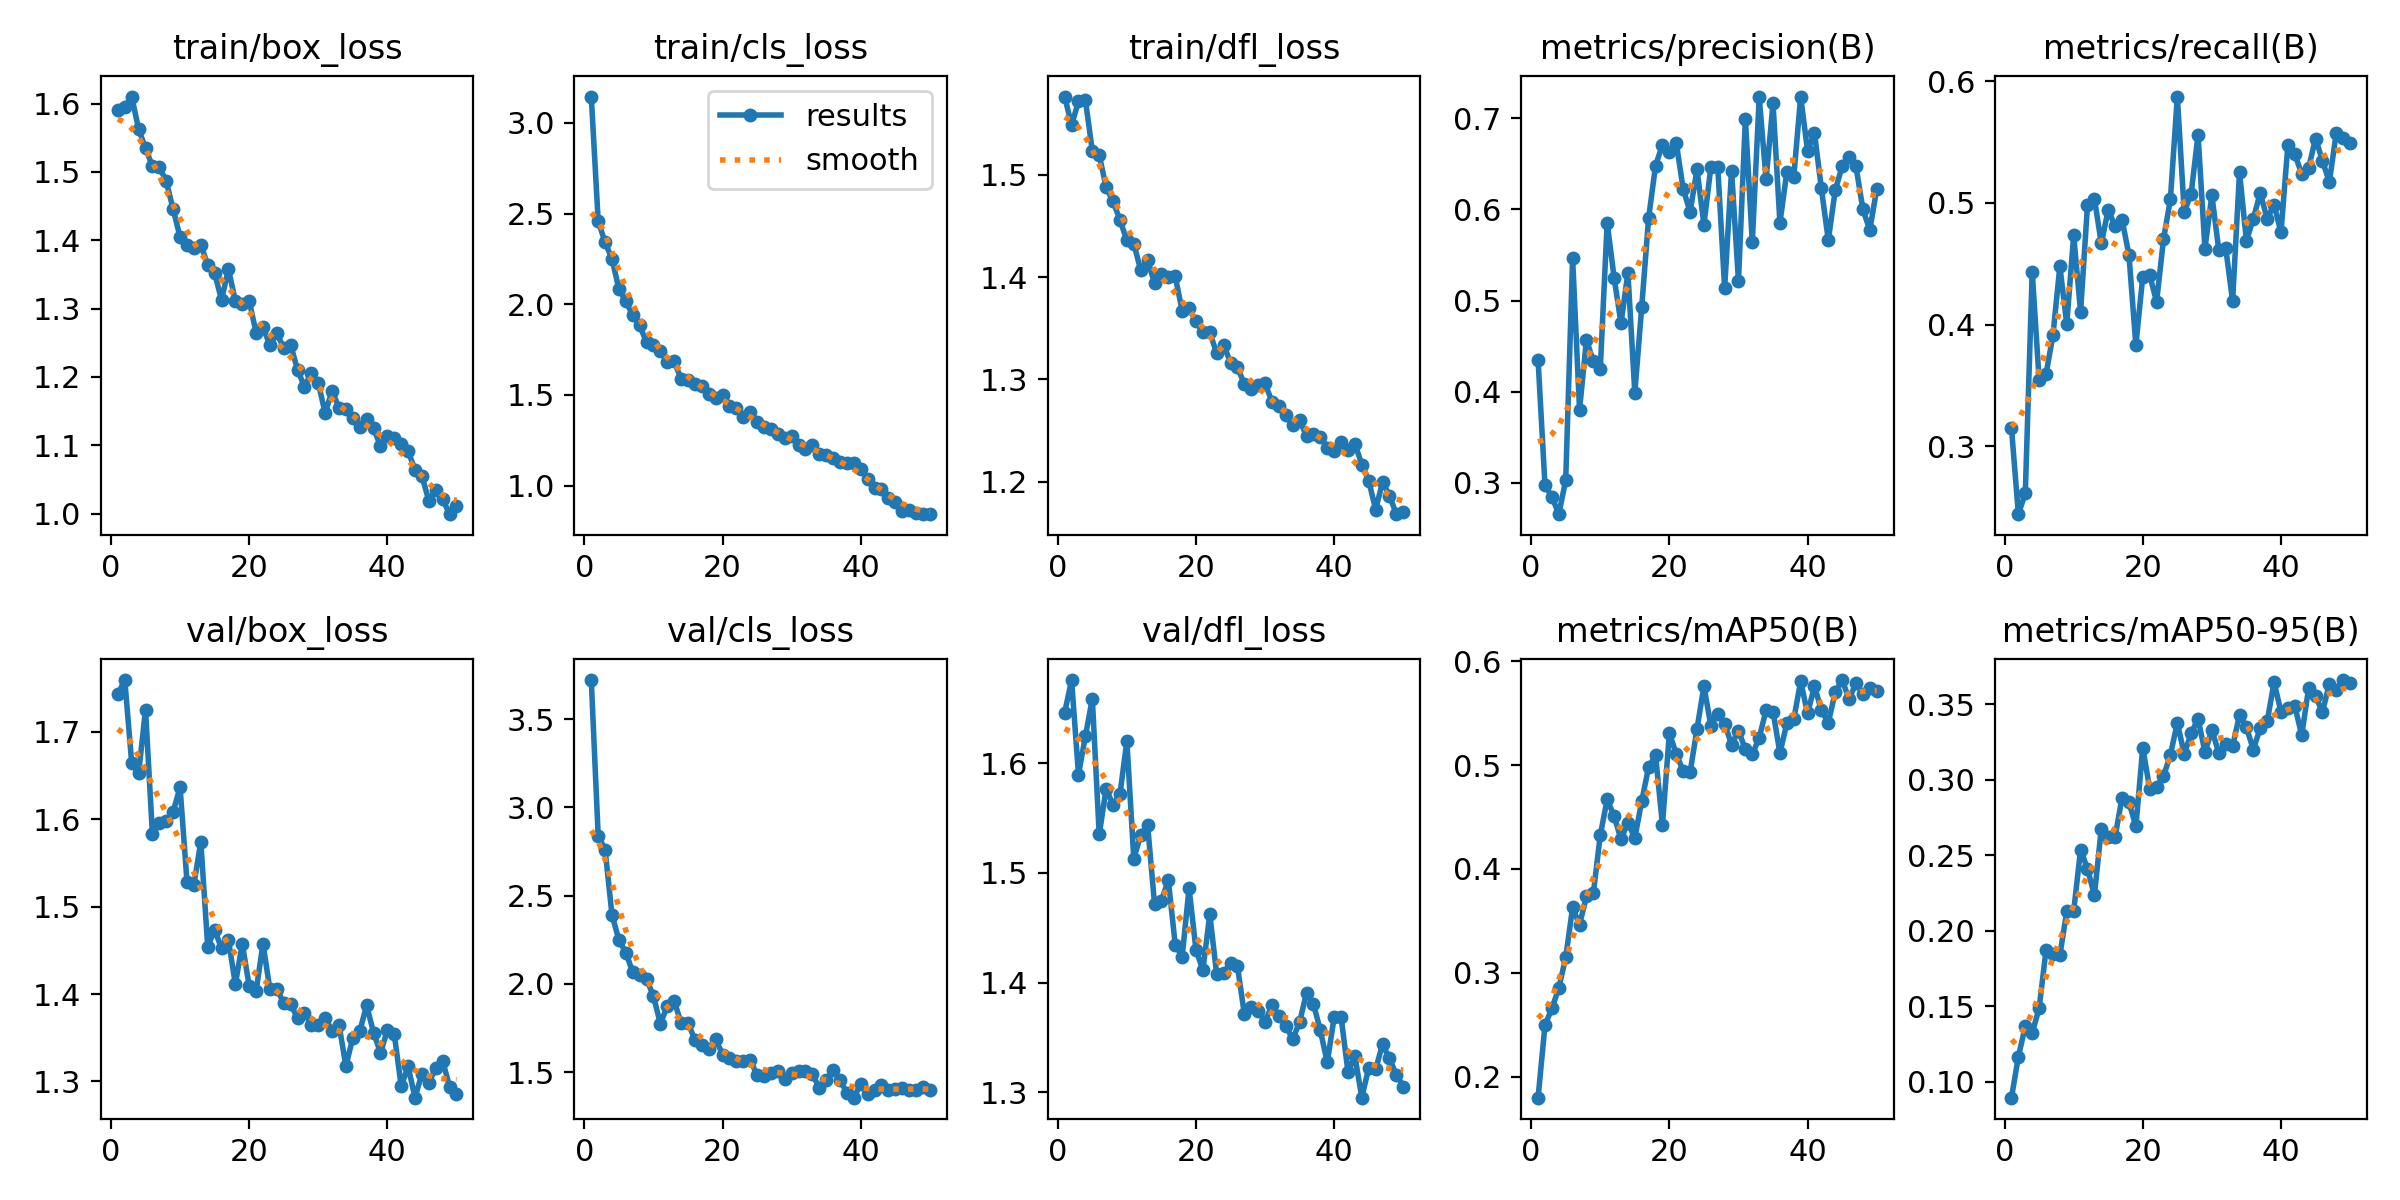 train/box_loss
1.6
1.5
1.4
1.3
1.2
1.1
1.0
0 20 40
train/cls_loss
results
smooth
3.0
2.5
2.0
1.5
1.0
0 20 40
train/dfl_loss
1.5
1.4
1.3
1.2
0 20 40
metrics/precision(B)
0.7
0.6
0.5
0.4
0.3
0 20 40
metrics/recall(B)
0.6
0.5
0.4
0.3
0 20 40
val/box_loss
1.7
1.6
1.5
1.4
1.3
0 20 40
val/cls_loss
3.5
3.0
2.5
2.0
1.5
0 20 40
val/dfl_loss
1.6
1.5
1.4
1.3
0 20 40
metrics/mAP50(B)
0.6
0.5
0.4
0.3
0.2
0 20 40
metrics/mAP50-95(B)
0.35
0.30
0.25
0.20
0.15
0.10
0 20 40